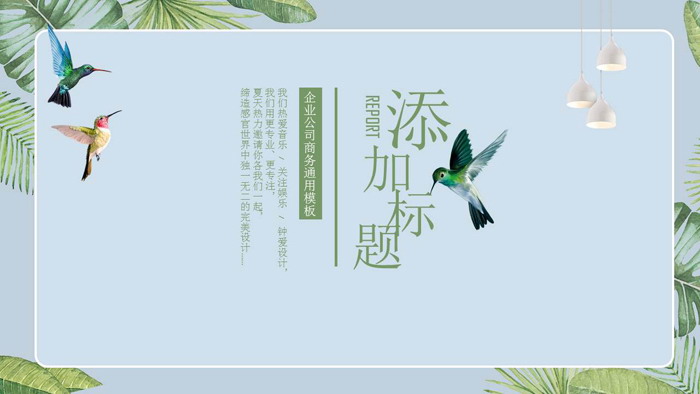 添加标题
REPORT
企业公司商务通用模板
我们热爱音乐 / 关注娱乐 / 钟爱设计，
我们用更专业、更专注，
夏天热力邀请你各我们一起，
缔造感官世界中独一无二的完美设计……